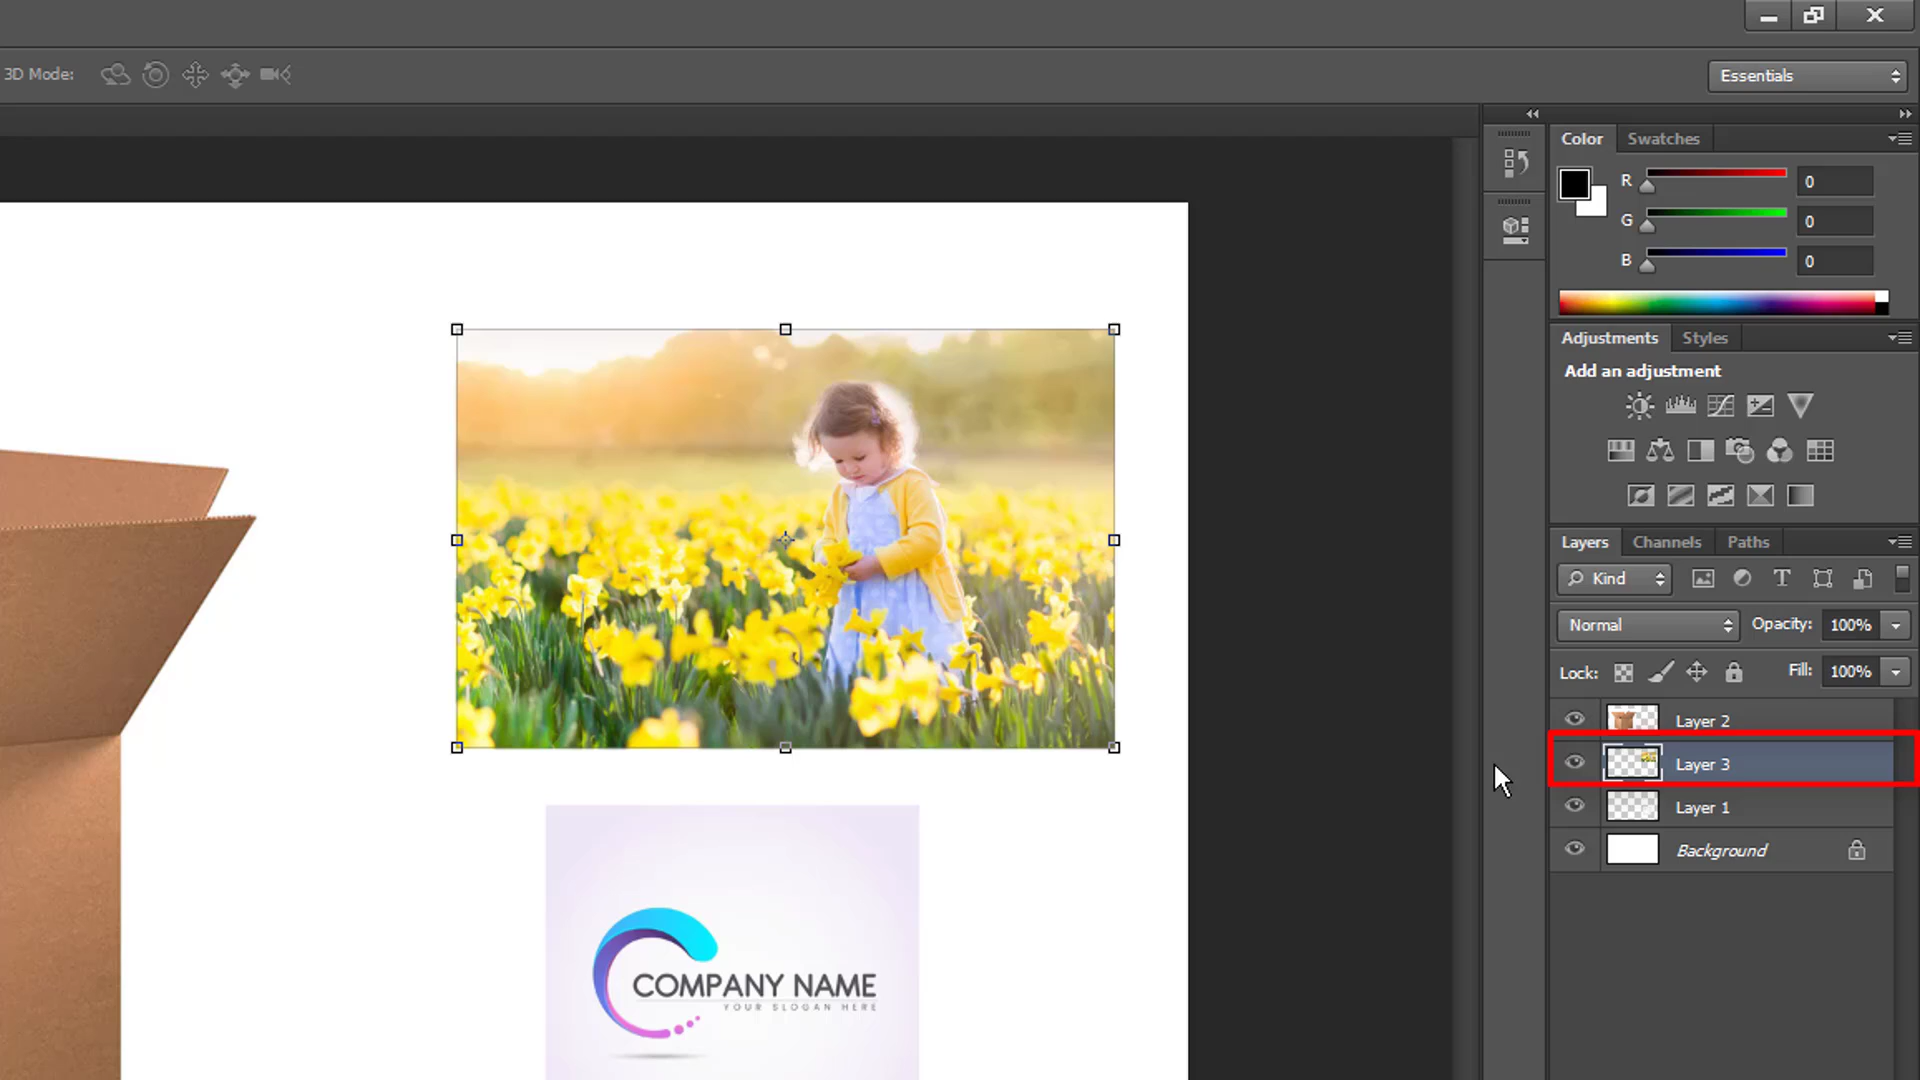 3D Mode:
Essentials
Color
Swatches
R
0
G
0
B
0
Adjustments
Styles
Add an adjustment
Layers
Channels
Paths
Kind
Normal
Opacity:
100%
Lock:
Fill:
100%
Layer 2
Layer 3
Layer 1
Background
COMPANY NAME
YOUR SLOGAN HERE